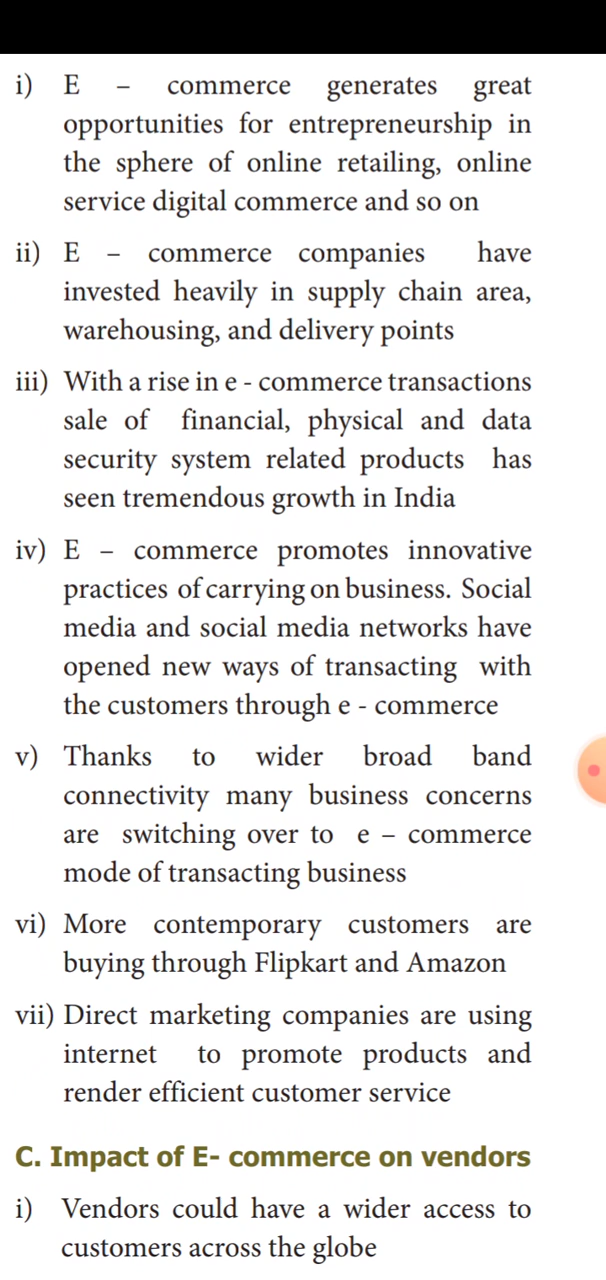 i) E – commerce generates great
opportunities for entrepreneurship in
the sphere of online retailing, online
service digital commerce and so on
ii) E – commerce companies have
invested heavily in supply chain area,
warehousing, and delivery points
iii) With a rise in e - commerce transactions
sale of financial, physical and data
security system related products has
seen tremendous growth in India
iv) E – commerce promotes innovative
practices of carrying on business. Social
media and social media networks have
opened new ways of transacting with
the customers through e - commerce
v) Thanks to wider broad band
connectivity many business concerns
are switching over to e – commerce
mode of transacting business
vi) More contemporary customers are
buying through Flipkart and Amazon
vii) Direct marketing companies are using
internet to promote products and
render efficient customer service
C. Impact of E- commerce on vendors
i) Vendors could have a wider access to
customers across the globe